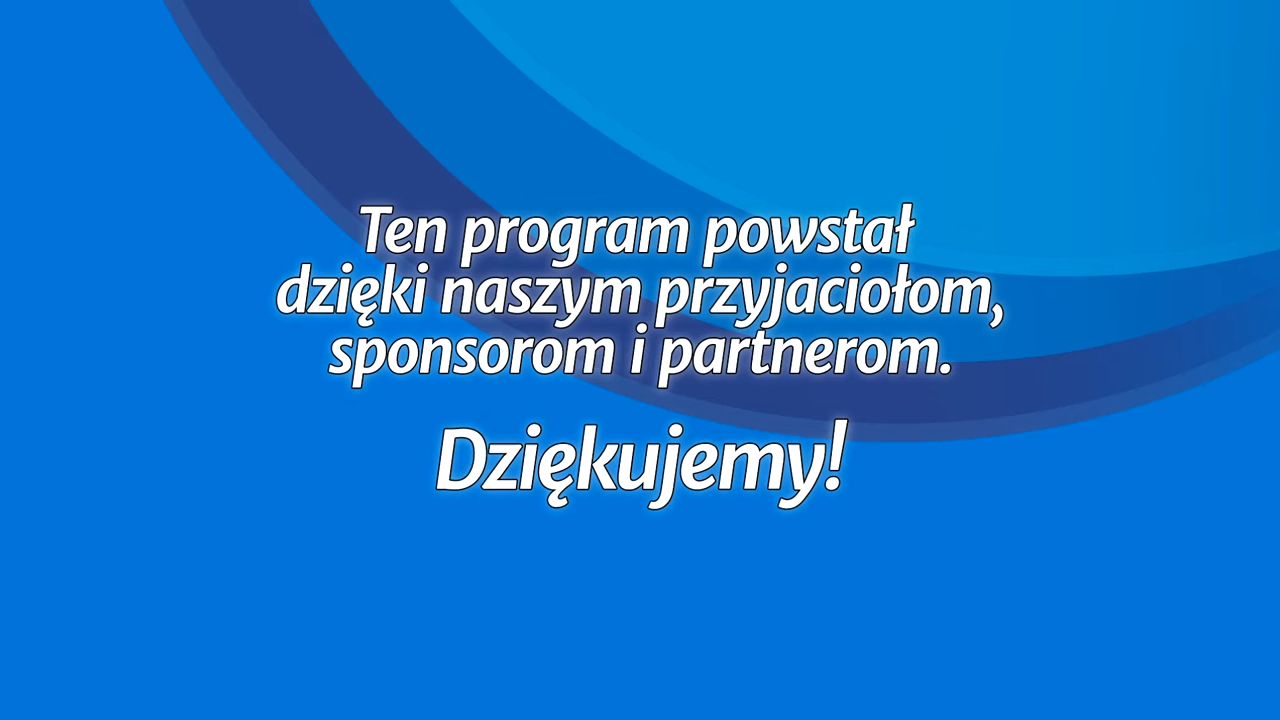 Ten program powstał
dzięki naszym przyjaciołom,
sponsorom i partnerom.
Dziękujemy!